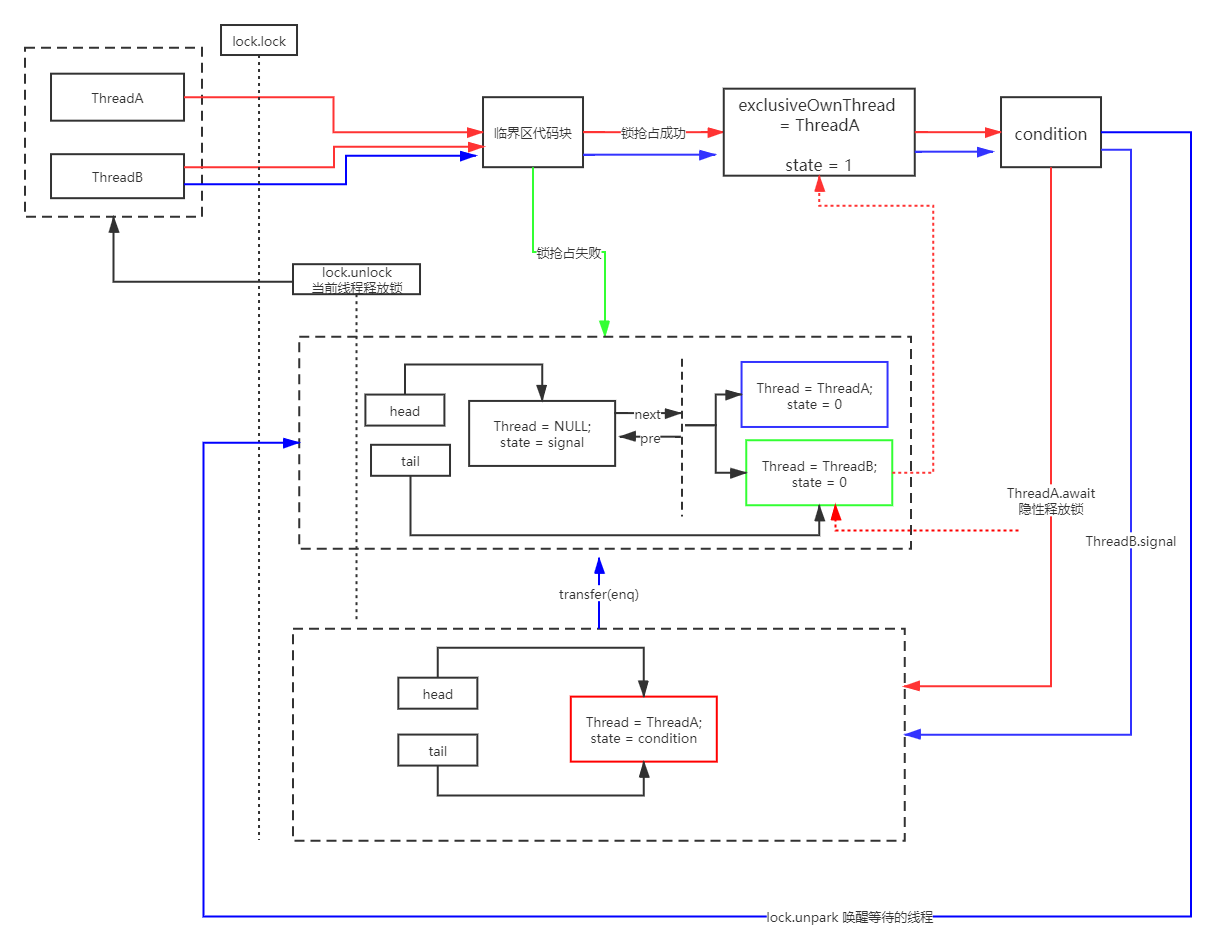 lock.lock
ThreadA
ThreadB
临界区代码块
锁抢占成功
exclusiveOwnThread
= ThreadA
state = 1
condition
锁抢占失败
lock.unlock
当前线程释放锁
head
tail
Thread = NULL;
state = signal
next
pre
Thread = ThreadA;
state = 0
Thread = ThreadB;
state = 0
ThreadA.await
隐性释放锁
ThreadB.signal
transfer(enq)
head
tail
Thread = ThreadA;
state = condition
lock.unpark 唤醒等待的线程